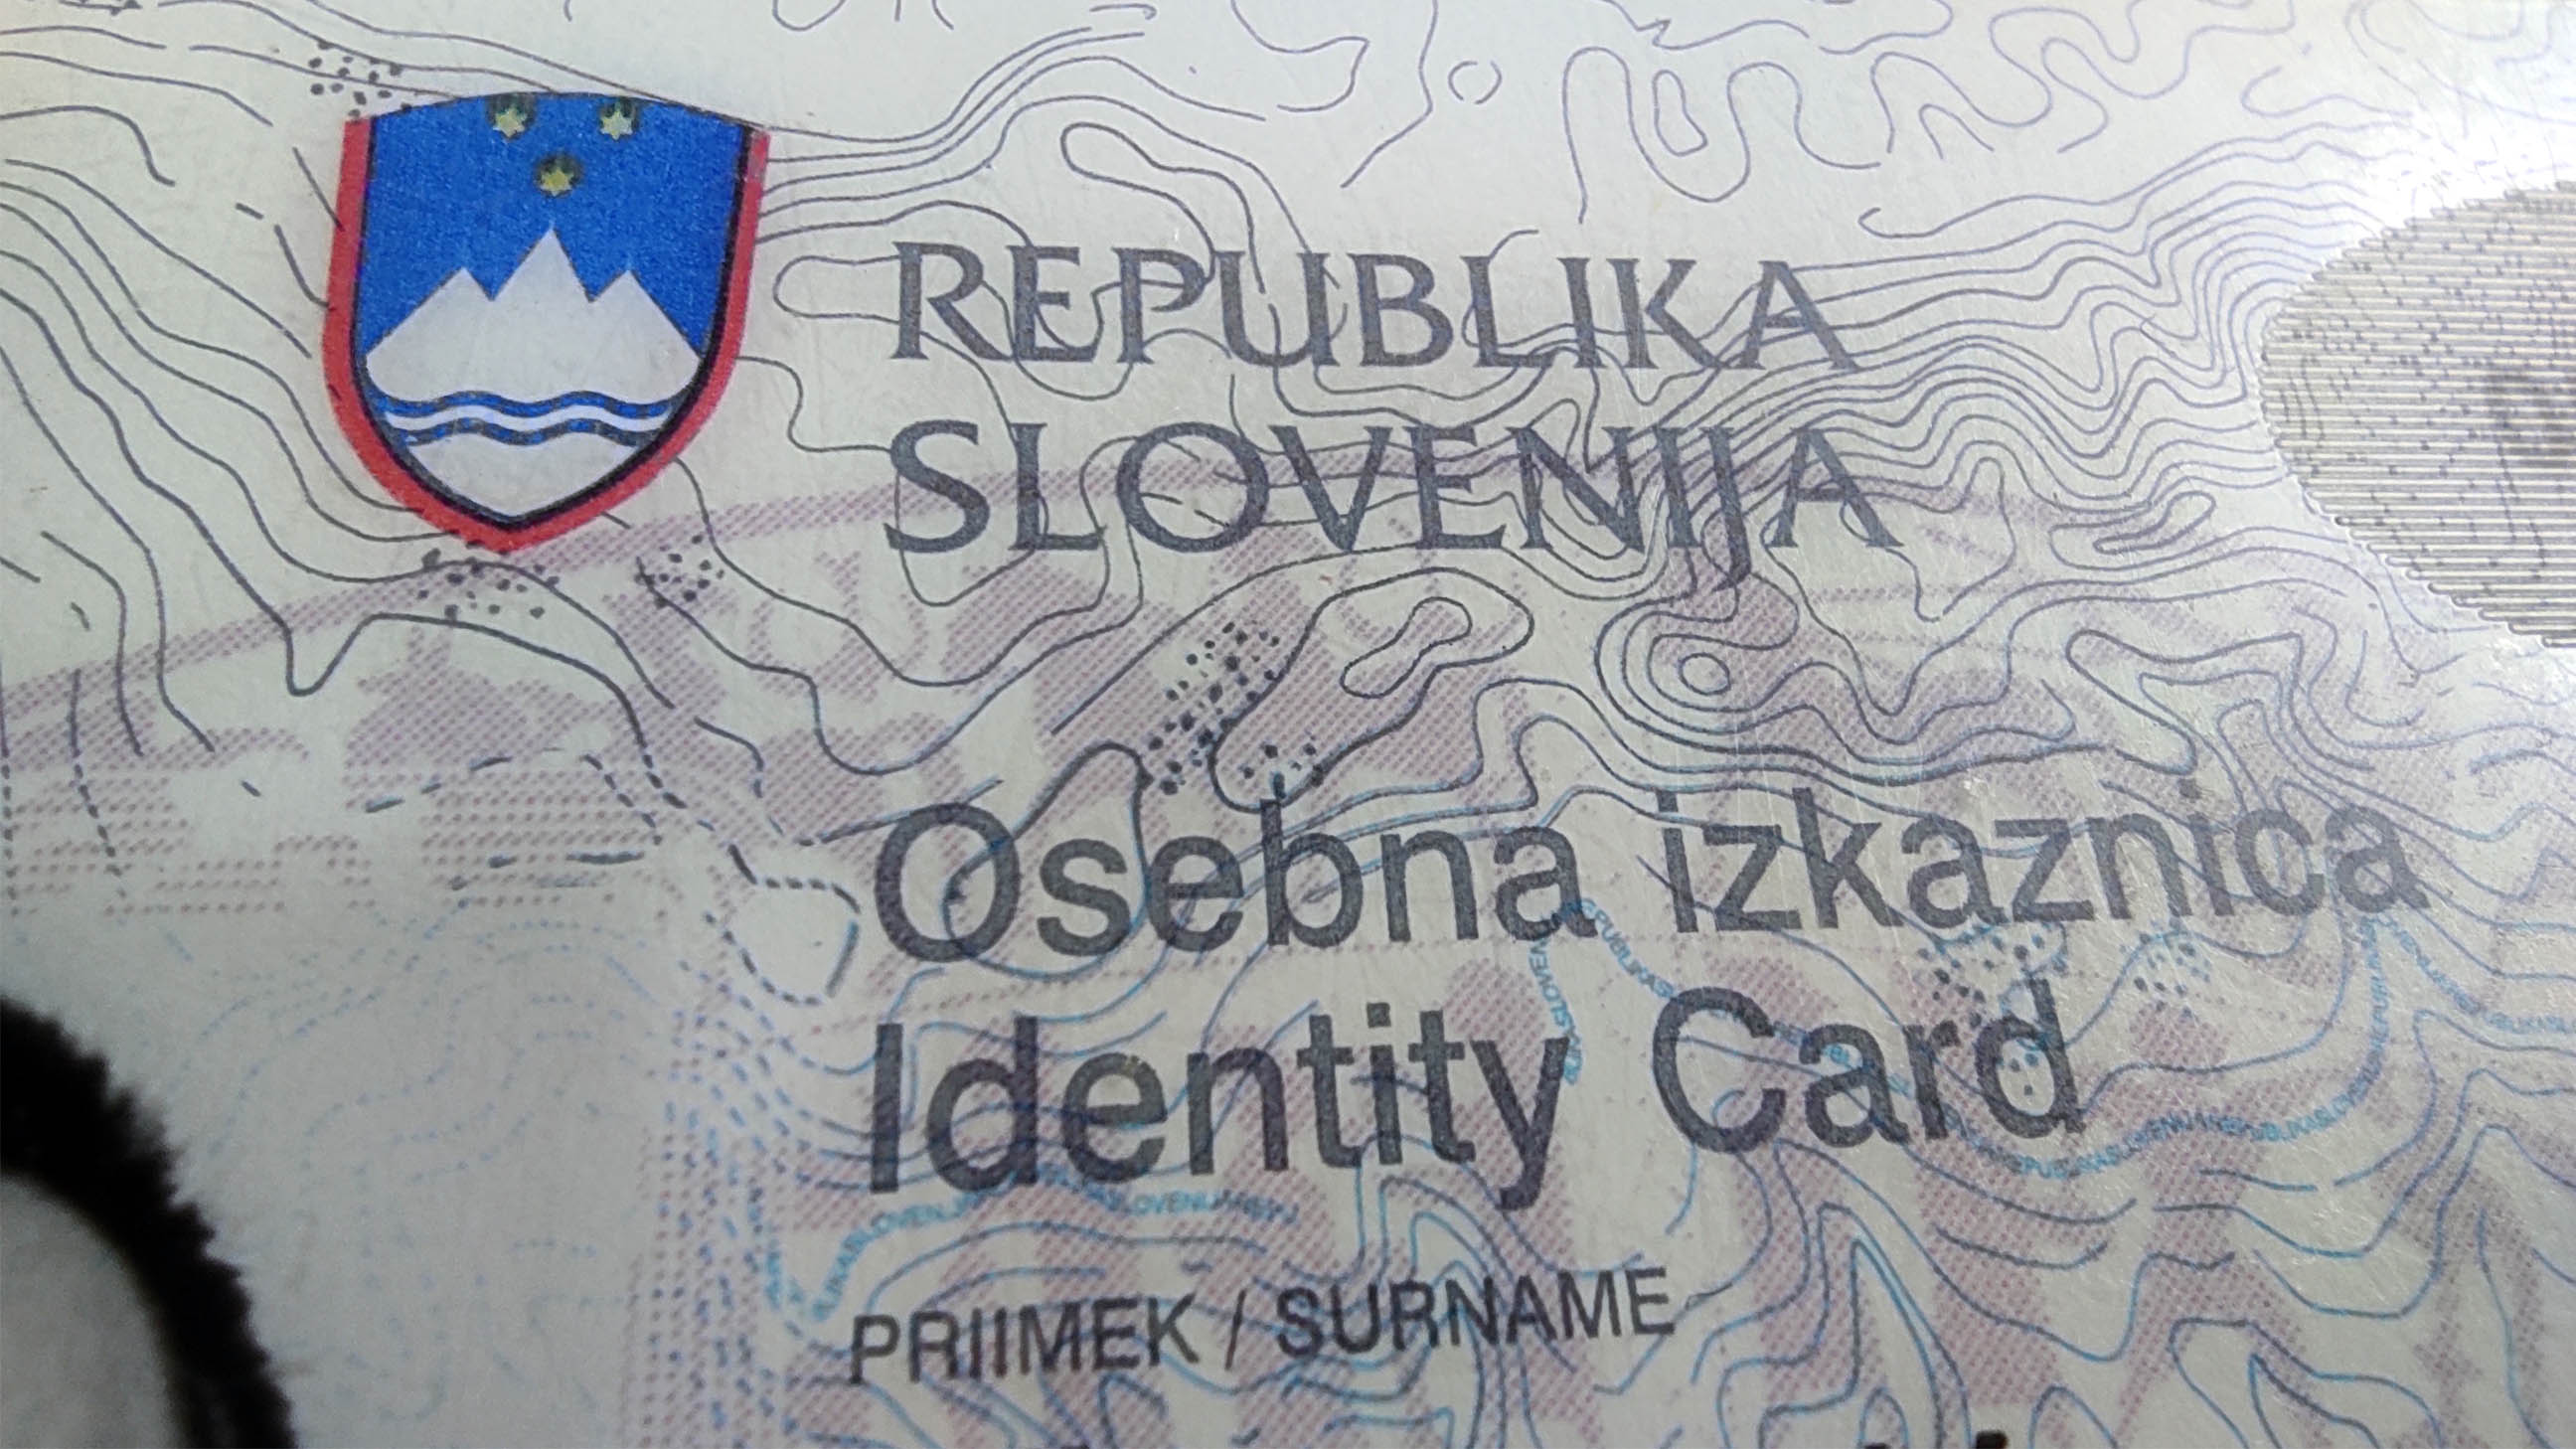 REPUBLIKA
SLOVENIJA
Osebna izkaznica
Identity Card
PRIIMEK / SURNAME